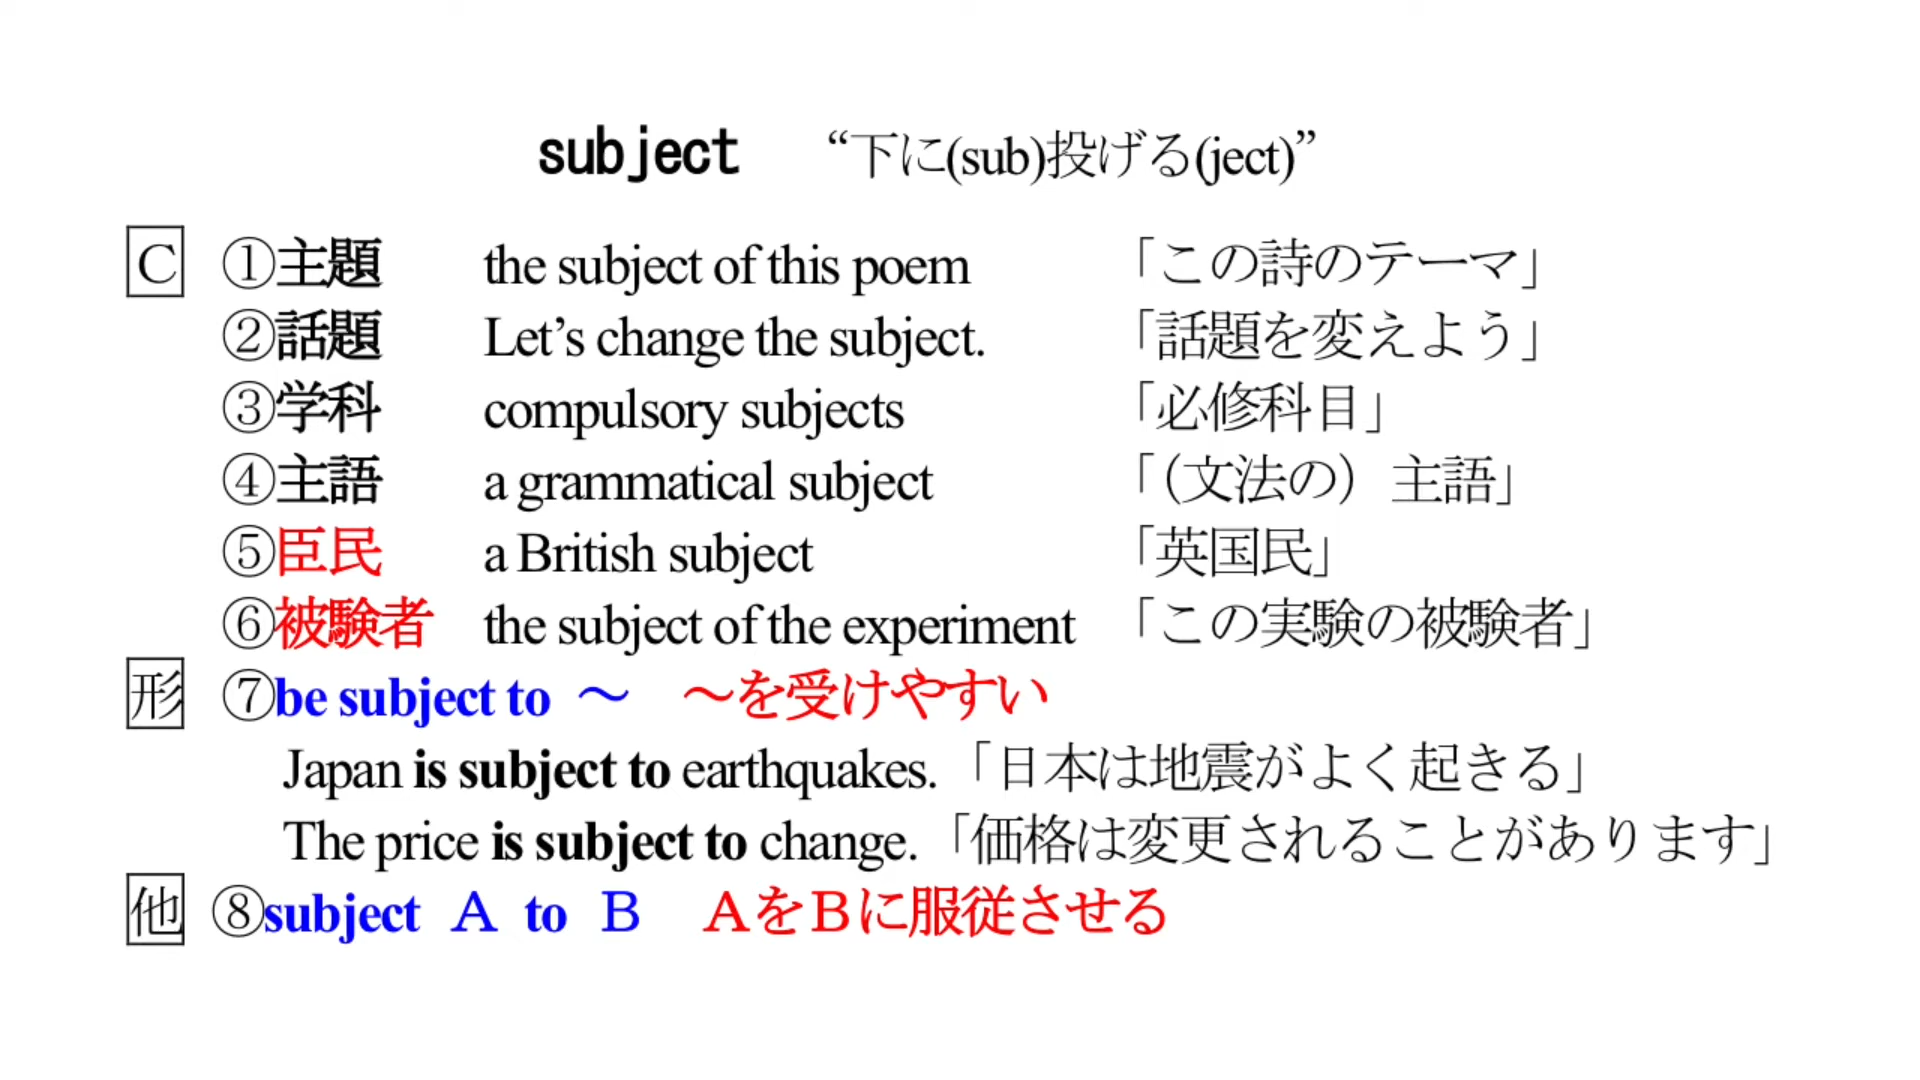 subject “下に(sub)投げる(ject)”
C ①主題 the subject of this poem 「この詩のテーマ」
②話題 Let’s change the subject. 「話題を変えよう」
③学科 compulsory subjects 「必修科目」
④主語 a grammatical subject 「（文法の）主語」
⑤臣民 a British subject 「英国民」
⑥被験者 the subject of the experiment 「この実験の被験者」
形 ⑦be subject to ～ ～を受けやすい
Japan is subject to earthquakes.「日本は地震がよく起きる」
The price is subject to change.「価格は変更されることがあります」
他 ⑧subject Ａ to Ｂ ＡをＢに服従させる